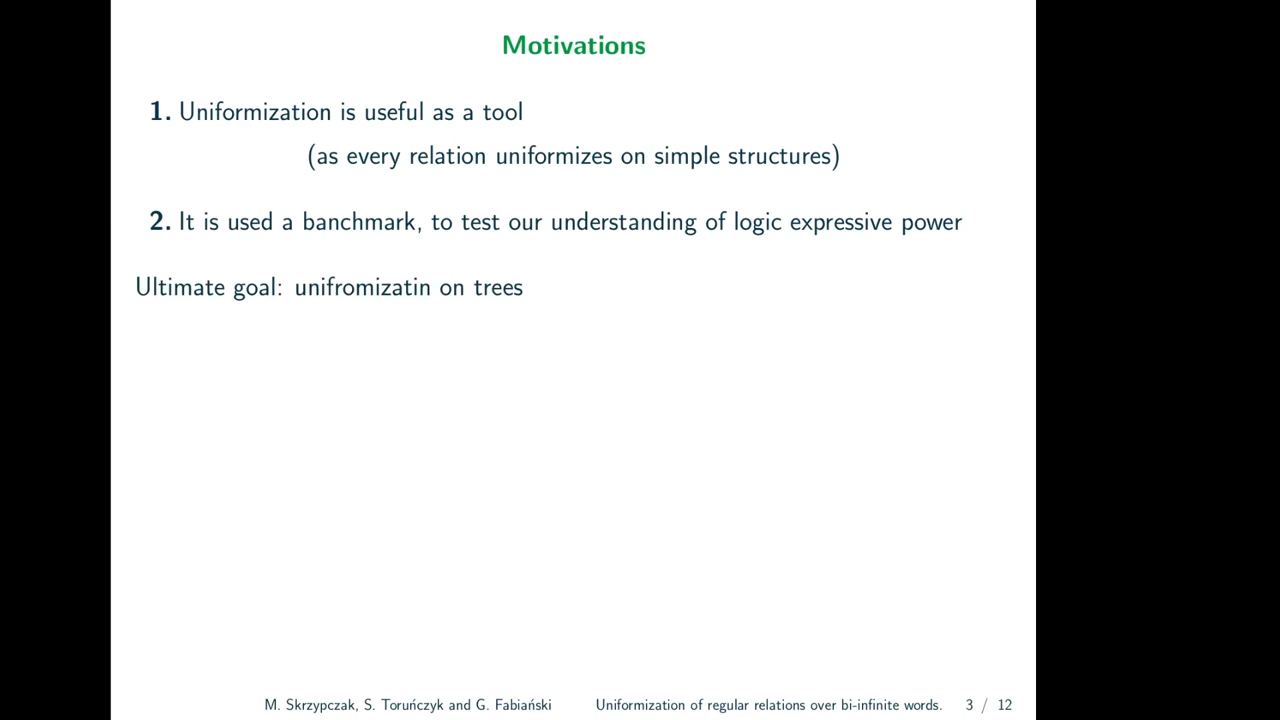 Motivations
1. Uniformization is useful as a tool
(as every relation uniformizes on simple structures)
2. It is used a banchmark, to test our understanding of logic expressive power
Ultimate goal: unifromizatin on trees
M. Skrzypczak, S. Toruńczyk and G. Fabiański Uniformization of regular relations over bi-infinite words. 3 / 12